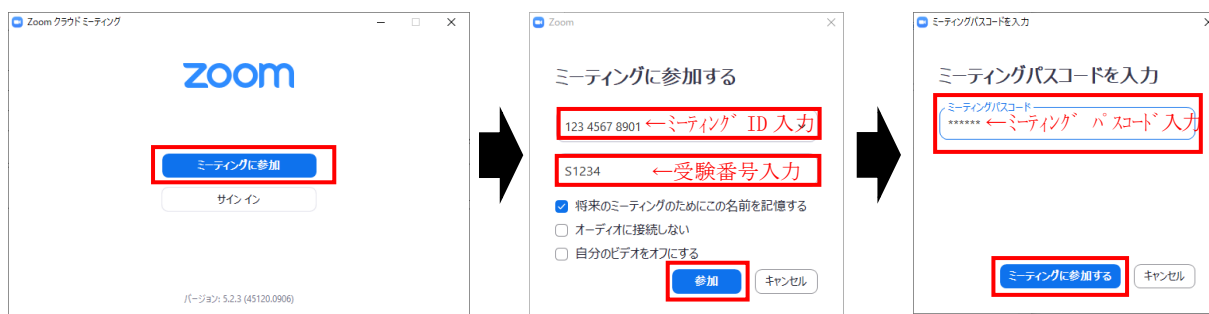 Zoom クラウド ミーティング
zoom
ミーティングに参加
サイン イン
バージョン: 5.2.3 (45120.0906)
Zoom
ミーティングに参加する
123 4567 8901 ←ミーティング ID 入力
S1234 ←受験番号入力
将来のミーティングのためにこの名前を記憶する
オーディオに接続しない
自分のビデオをオフにする
参加 キャンセル
ミーティングパスコードを入力
ミーティングパスコードを入力
ミーティングパスコード
****** ←ミーティング パスコード入力
ミーティングに参加する キャンセル